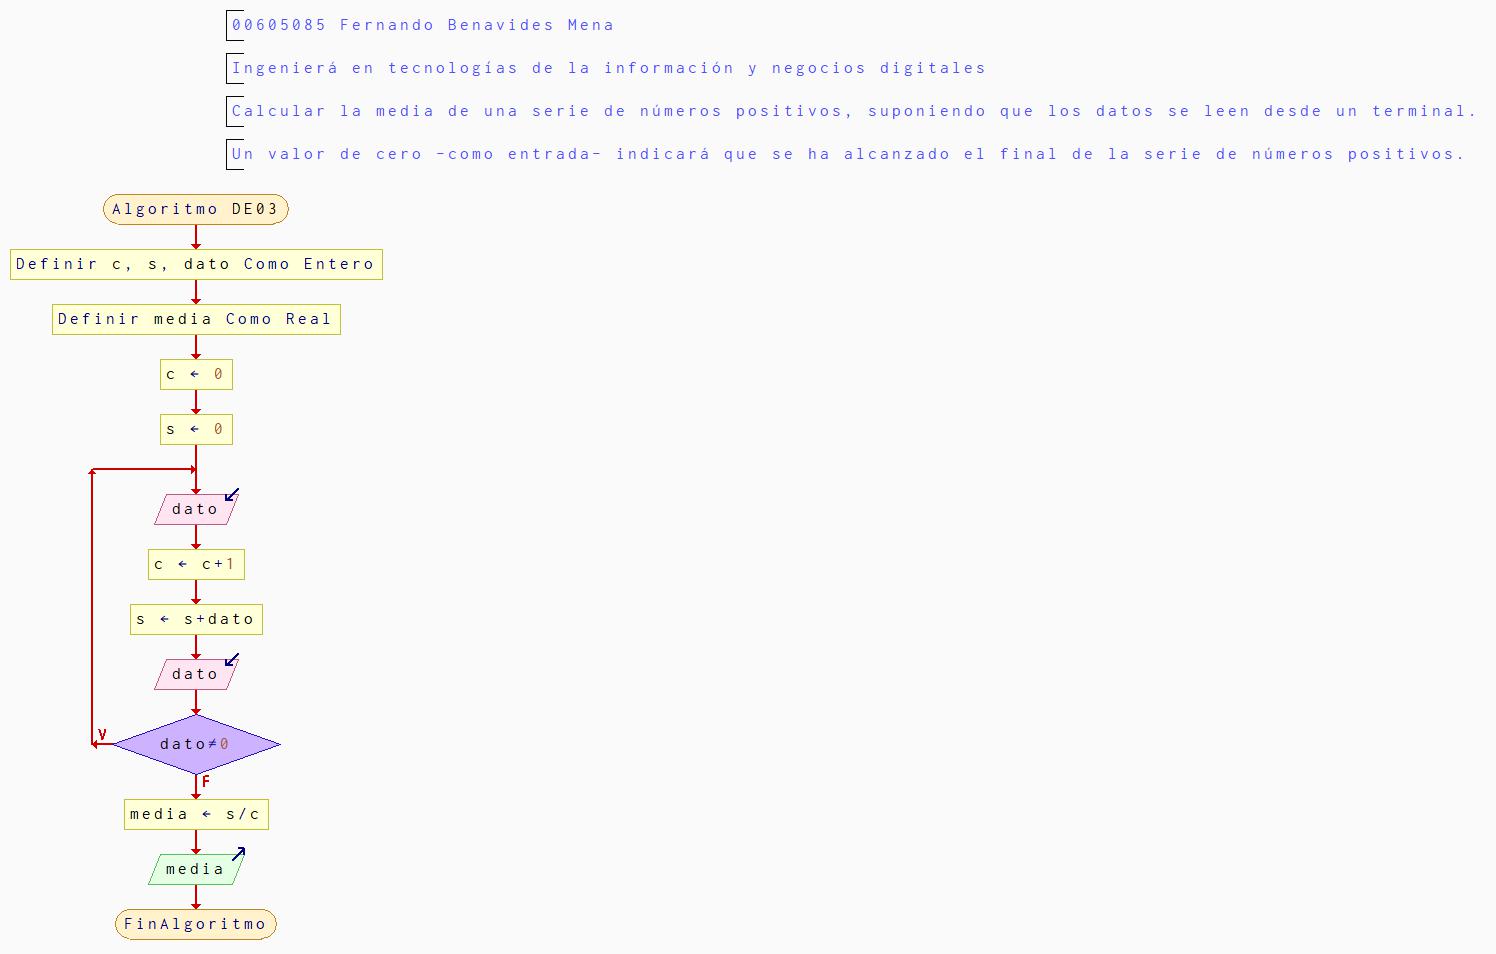 00605085 Fernando Benavides Mena
Ingenierá en tecnologías de la información y negocios digitales
Calcular la media de una serie de números positivos, suponiendo que los datos se leen desde un terminal.
Un valor de cero –como entrada– indicará que se ha alcanzado el final de la serie de números positivos.
Algoritmo DE03
Definir c, s, dato Como Entero
Definir media Como Real
c ← 0
s ← 0
dato
c ← c+1
s ← s+dato
dato
V
dato≠0
F
media ← s/c
media
FinAlgoritmo